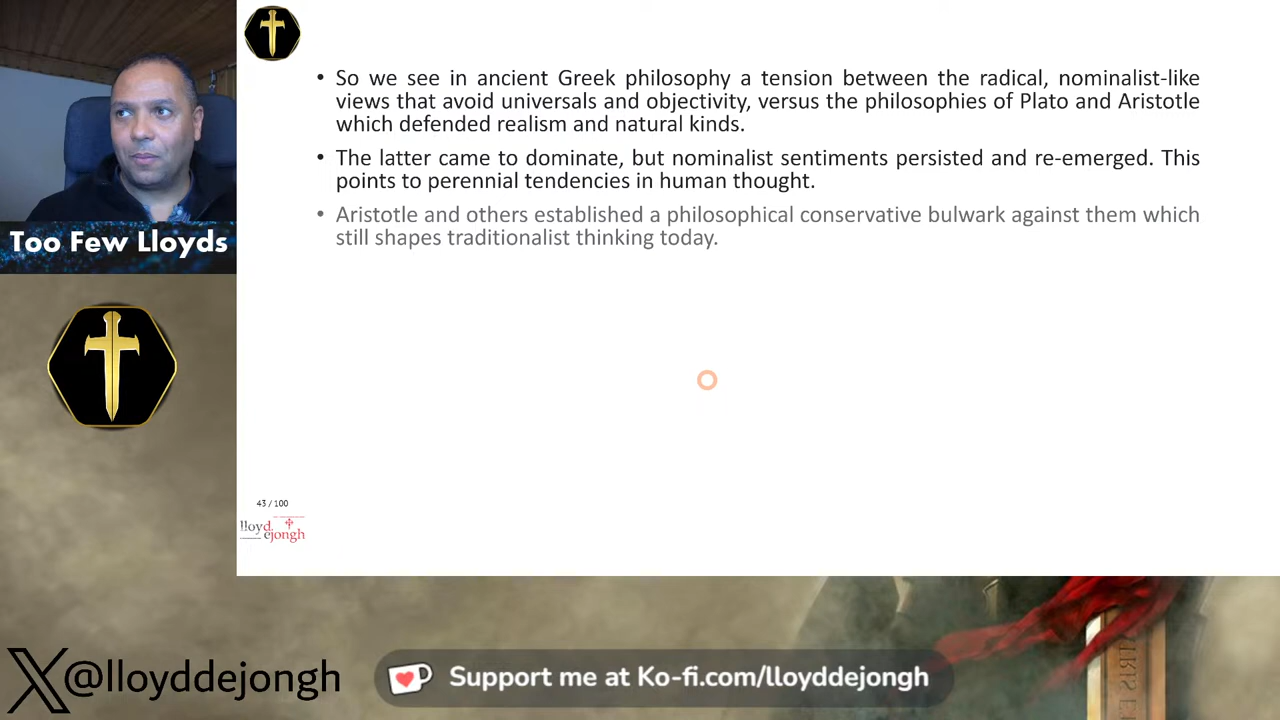 • So we see in ancient Greek philosophy a tension between the radical, nominalist-like
views that avoid universals and objectivity, versus the philosophies of Plato and Aristotle
which defended realism and natural kinds.
• The latter came to dominate, but nominalist sentiments persisted and re-emerged. This
points to perennial tendencies in human thought.
• Aristotle and others established a philosophical conservative bulwark against them which
still shapes traditionalist thinking today.
Too Few Lloyds
43 / 100
lloyd
ejongh
X@lloyddejongh
Support me at Ko-fi.com/lloyddejongh